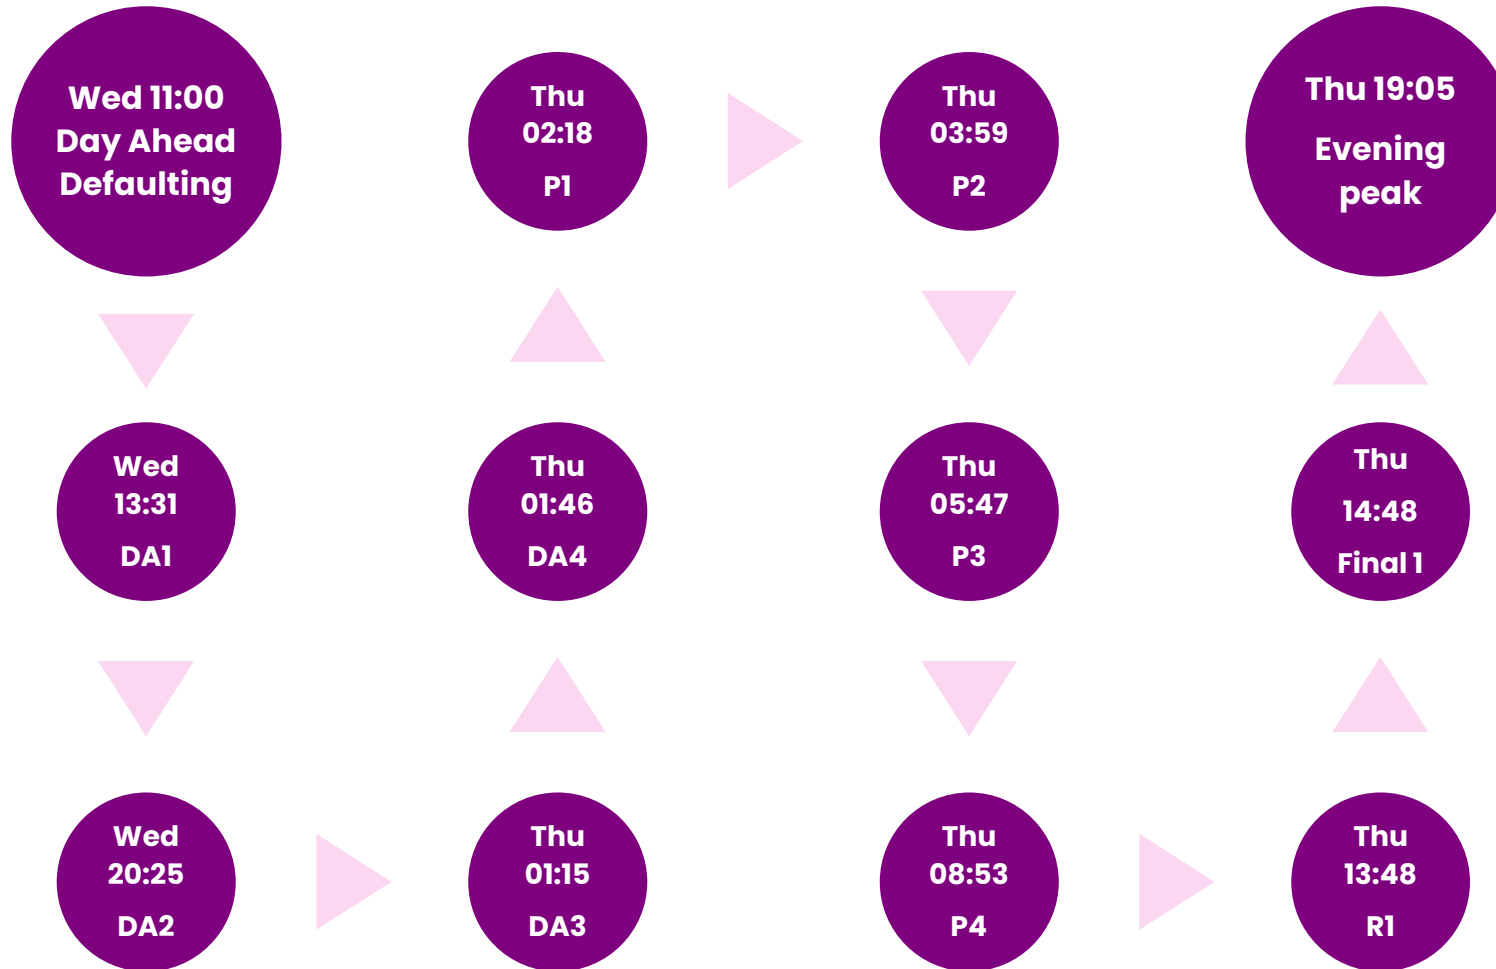 Wed 11:00
Day Ahead
Defaulting
Wed
13:31
DA1
Wed
20:25
DA2
Thu
01:15
DA3
Thu
01:46
DA4
Thu
02:18
P1
Thu
03:59
P2
Thu
05:47
P3
Thu
08:53
P4
Thu
13:48
R1
Thu
14:48
Final 1
Thu 19:05
Evening
peak